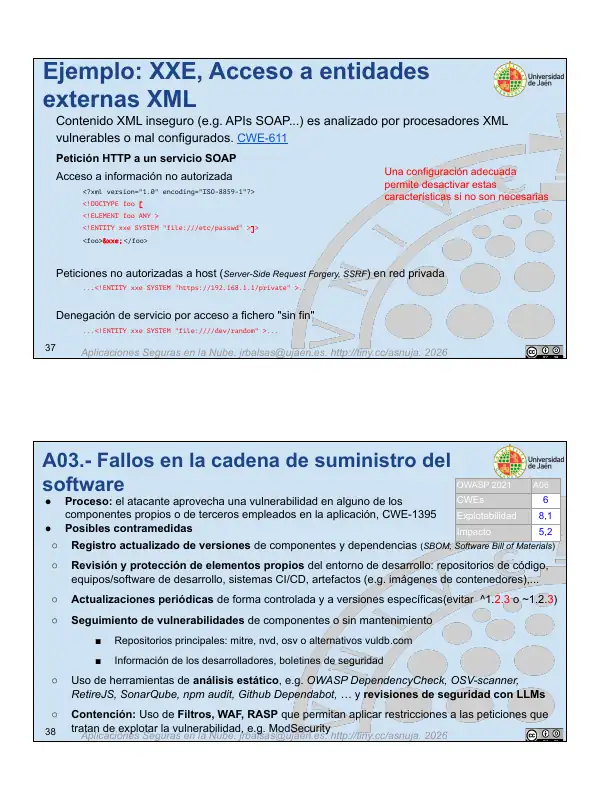 Ejemplo: XXE, Acceso a entidades
externas XML
Universidad
de Jaén
Contenido XML inseguro (e.g. APIs SOAP...) es analizado por procesadores XML
vulnerables o mal configurados. CWE-611
Petición HTTP a un servicio SOAP
Acceso a información no autorizada
Una configuración adecuada
permite desactivar estas
características si no son necesarias
<?xml version="1.0" encoding="ISO-8859-1"?>
<!DOCTYPE foo [
<!ELEMENT foo ANY >
<!ENTITY xxe SYSTEM "file:///etc/passwd" >]>
<foo>&xxe;</foo>
Peticiones no autorizadas a host (Server-Side Request Forgery, SSRF) en red privada
...<!ENTITY xxe SYSTEM "https://192.168.1.1/private" >...
Denegación de servicio por acceso a fichero "sin fin"
...<!ENTITY xxe SYSTEM "file:////dev/random" >...
37
Aplicaciones Seguras en la Nube. jrbalsas@ujaen.es. http://tiny.cc/asnuja. 2026
A03.- Fallos en la cadena de suministro del
software
Universidad
de Jaén
OWASP 2021 A06
CWEs 6
Explotabilidad 8,1
Impacto 5,2
● Proceso: el atacante aprovecha una vulnerabilidad en alguno de los
componentes propios o de terceros empleados en la aplicación, CWE-1395
● Posibles contramedidas
○ Registro actualizado de versiones de componentes y dependencias (SBOM, Software Bill of Materials)
○ Revisión y protección de elementos propios del entorno de desarrollo: repositorios de código,
equipos/software de desarrollo, sistemas CI/CD, artefactos (e.g. imágenes de contenedores),...
○ Actualizaciones periódicas de forma controlada y a versiones específicas(evitar ^1.2.3 o ~1.2.3)
○ Seguimiento de vulnerabilidades de componentes o sin mantenimiento
■ Repositorios principales: mitre, nvd, osv o alternativos vuldb.com
■ Información de los desarrolladores, boletines de seguridad
○ Uso de herramientas de análisis estático, e.g. OWASP DependencyCheck, OSV-scanner,
RetireJS, SonarQube, npm audit, Github Dependabot, … y revisiones de seguridad con LLMs
○ Contención: Uso de Filtros, WAF, RASP que permitan aplicar restricciones a las peticiones que
tratan de explotar la vulnerabilidad, e.g. ModSecurity
38
Aplicaciones Seguras en la Nube. jrbalsas@ujaen.es. http://tiny.cc/asnuja. 2026